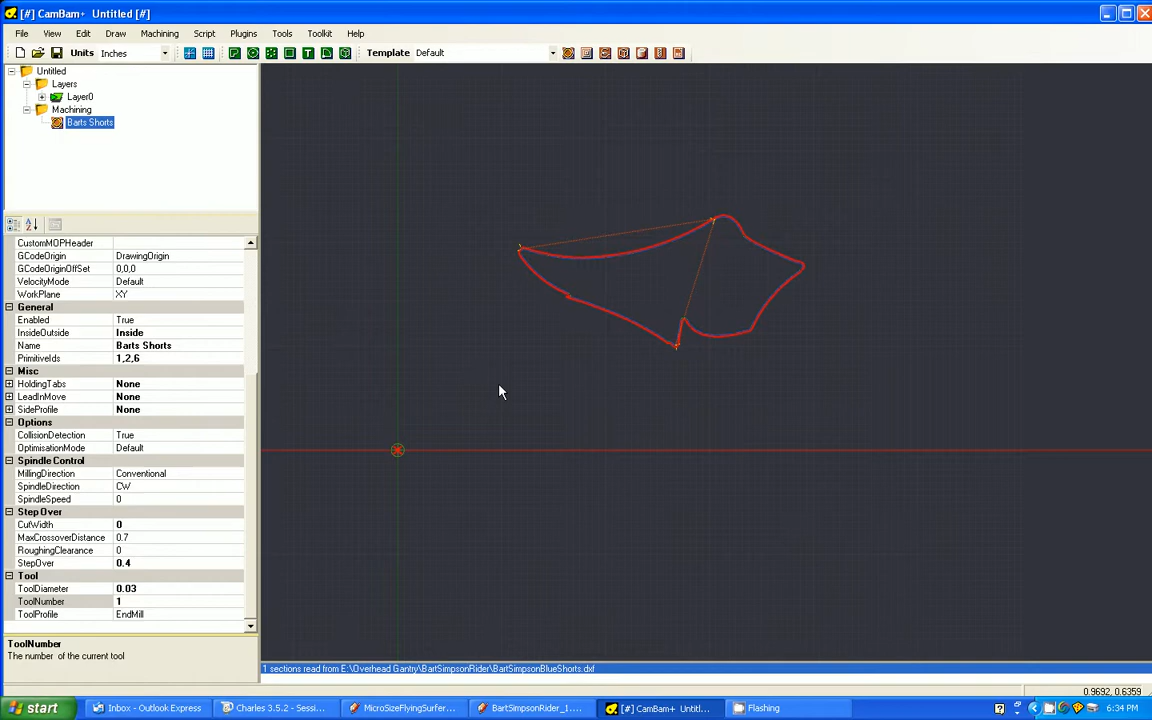 [#] CamBam+ Untitled [#]
File View Edit Draw Machining Script Plugins Tools Toolkit Help
Units Inches Template Default
Untitled
Layers
Layer0
Machining
Barts Shorts
CustomMOPHeader
GCodeOrigin DrawingOrigin
GCodeOriginOffSet 0,0,0
VelocityMode Default
WorkPlane XY
General
Enabled True
InsideOutside Inside
Name Barts Shorts
PrimitiveIds 1,2,6
Misc
HoldingTabs None
LeadInMove None
SideProfile None
Options
CollisionDetection True
OptimisationMode Default
Spindle Control
MillingDirection Conventional
SpindleDirection CW
SpindleSpeed 0
Step Over
CutWidth 0
MaxCrossoverDistance 0.7
RoughingClearance 0
StepOver 0.4
Tool
ToolDiameter 0.03
ToolNumber 1
ToolProfile EndMill
ToolNumber
The number of the current tool
1 sections read from E:\Overhead Gantry\BartSimpsonRider\BartSimpsonBlueShorts.dxf
0.9692, 0.6359
start Inbox - Outlook Express Charles 3.5.2 - Sessi... MicroSizeFlyingSurfer... BartSimpsonRider_1.... [#] CamBam+ Untitl... Flashing 6:34 PM